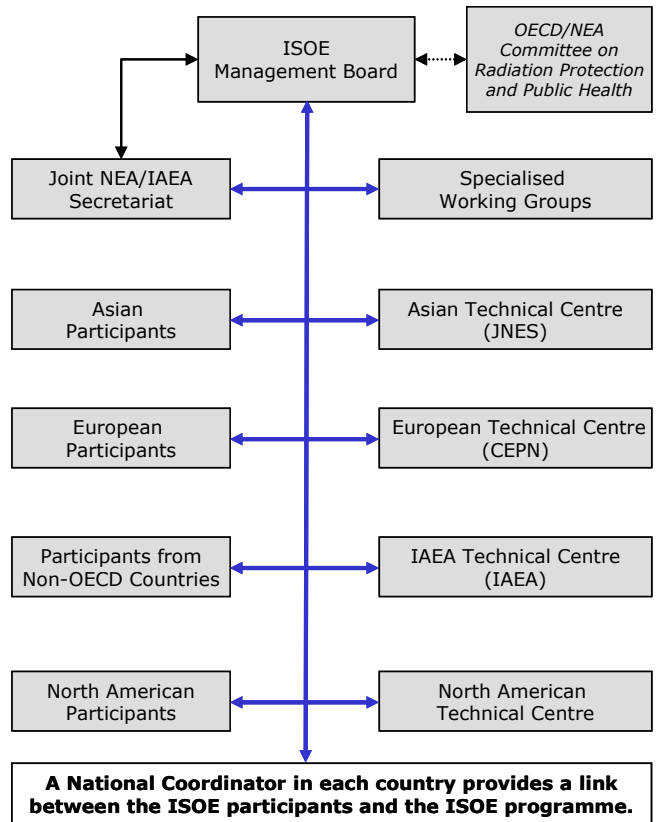 ISOE
Management Board
OECD/NEA
Committee on
Radiation Protection
and Public Health
Joint NEA/IAEA
Secretariat
Specialised
Working Groups
Asian
Participants
Asian Technical Centre
(JNES)
European
Participants
European Technical Centre
(CEPN)
Participants from
Non-OECD Countries
IAEA Technical Centre
(IAEA)
North American
Participants
North American
Technical Centre
A National Coordinator in each country provides a link
between the ISOE participants and the ISOE programme.